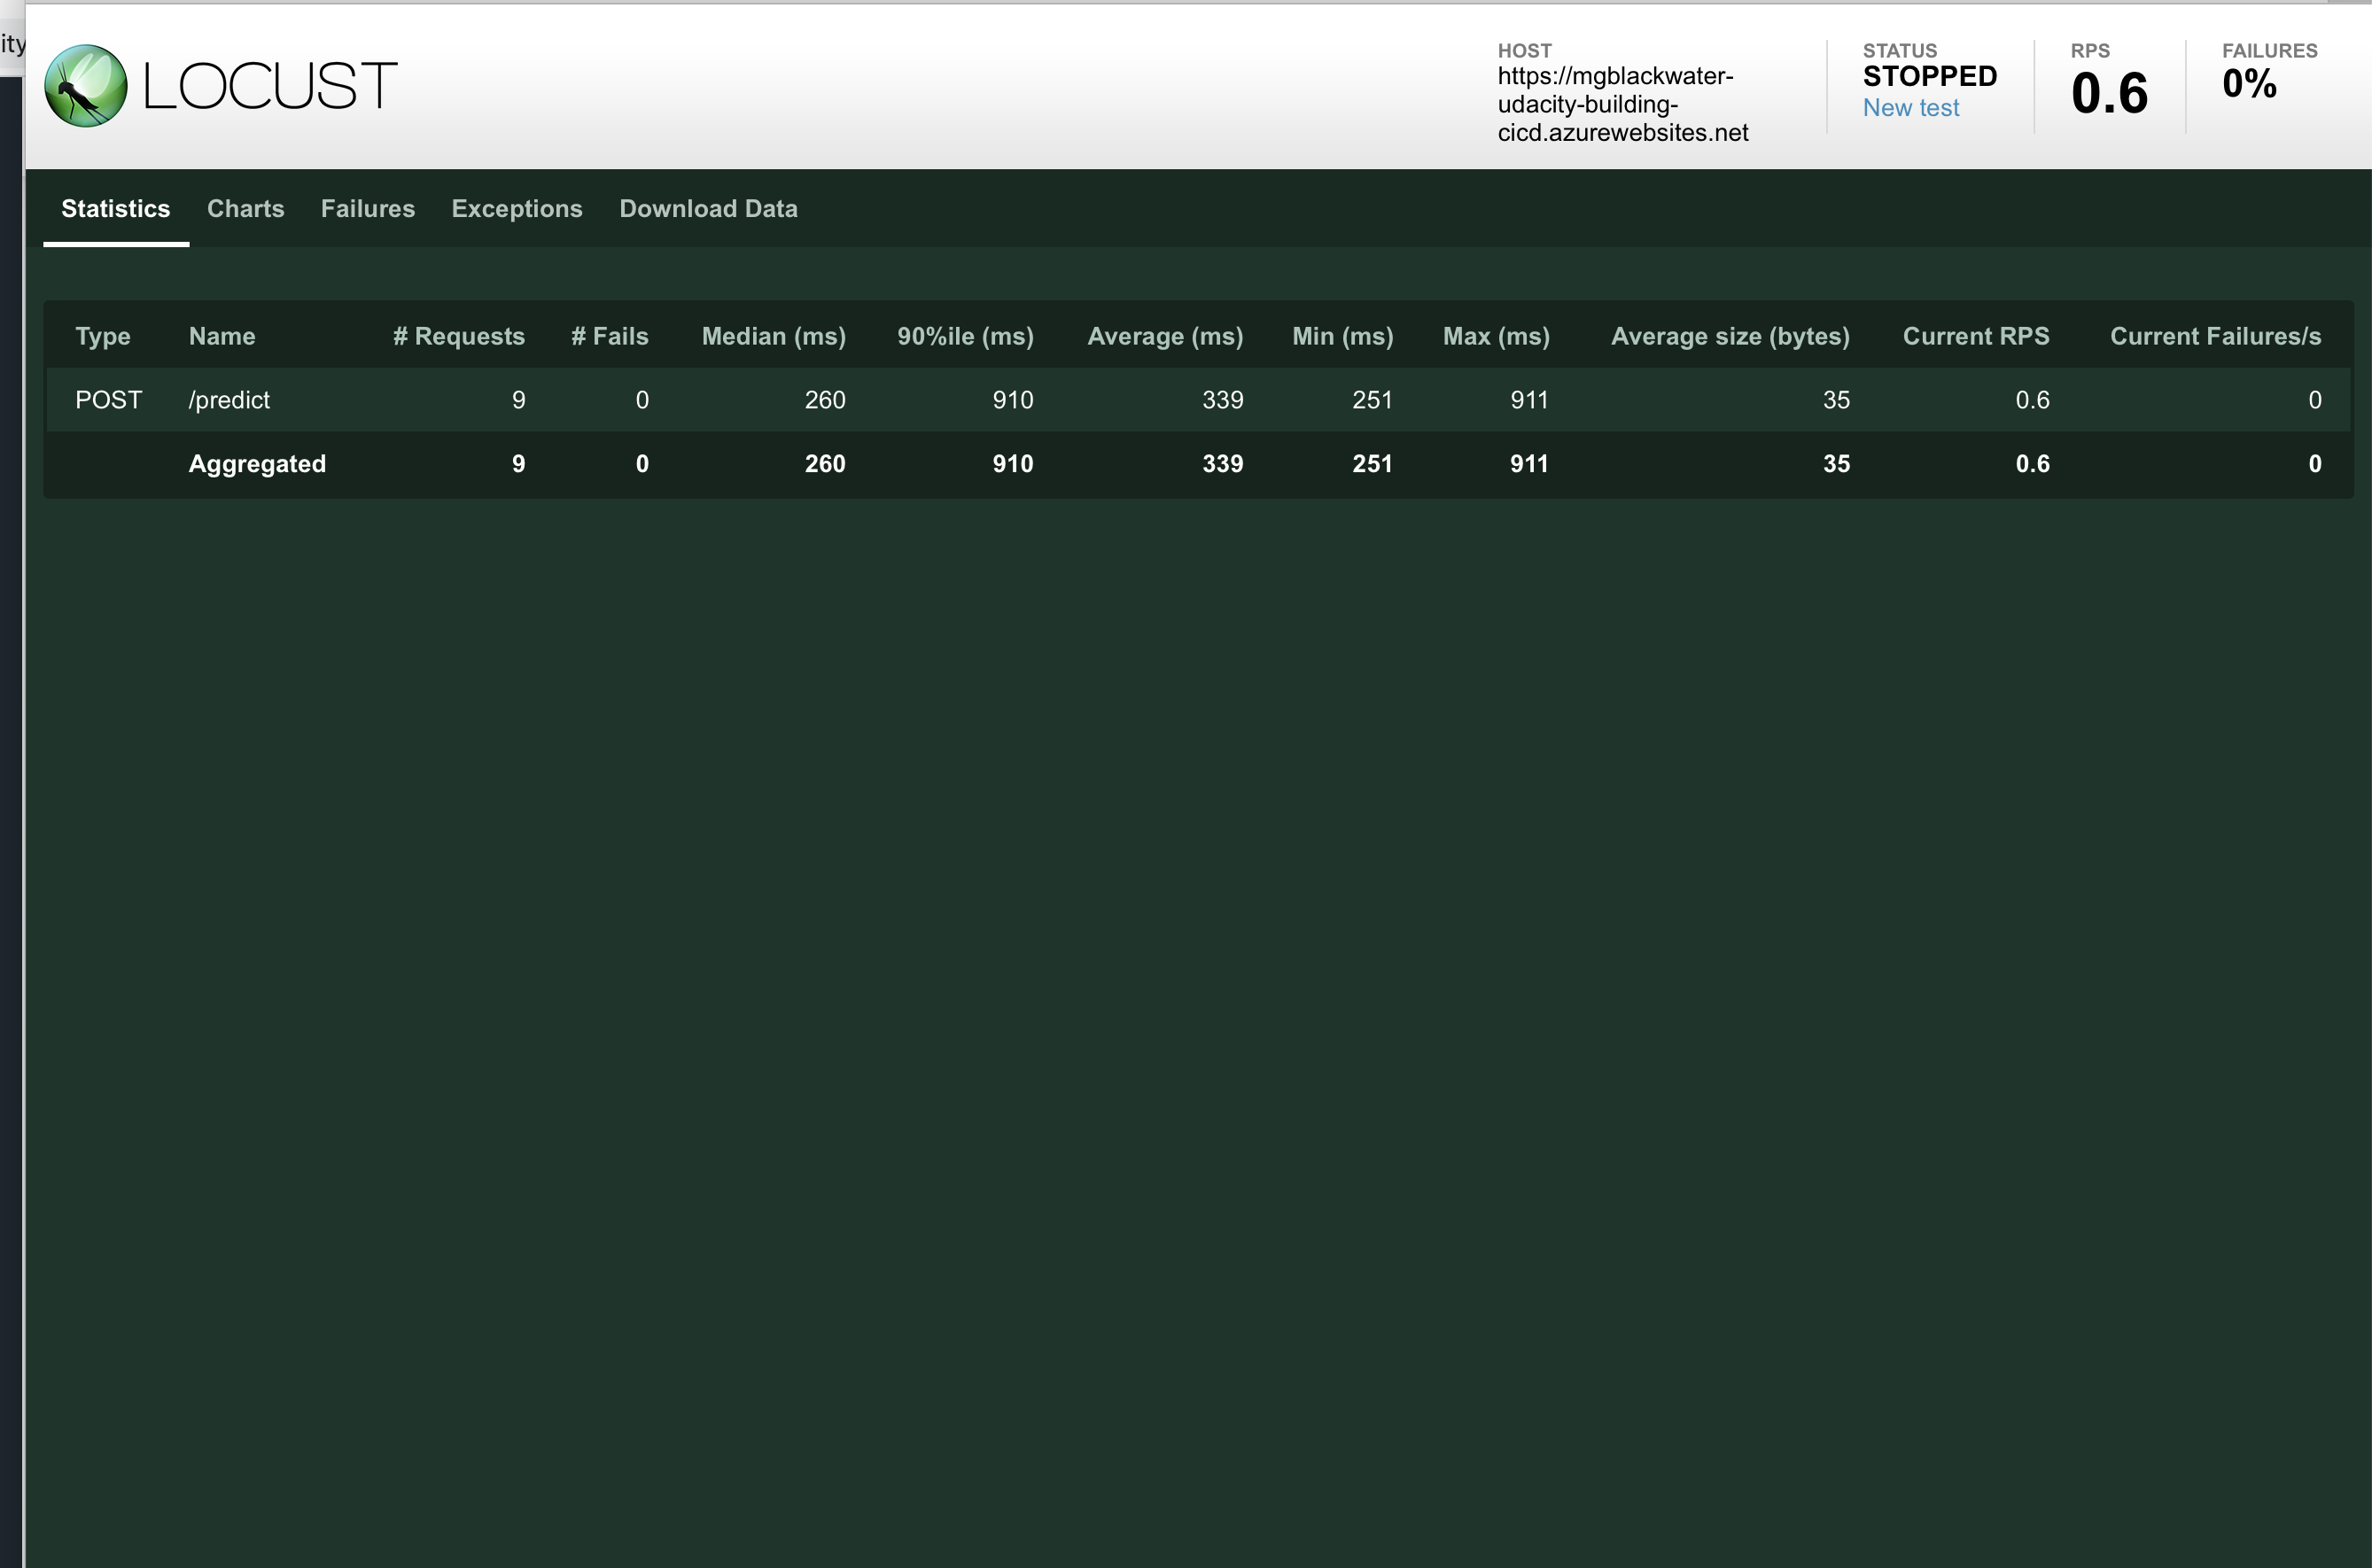 ity
LOCUST
HOST
https://mgblackwater-
udacity-building-
cicd.azurewebsites.net
STATUS
STOPPED
New test
RPS
0.6
FAILURES
0%
Statistics Charts Failures Exceptions Download Data
Type Name # Requests # Fails Median (ms) 90%ile (ms) Average (ms) Min (ms) Max (ms) Average size (bytes) Current RPS Current Failures/s
POST /predict 9 0 260 910 339 251 911 35 0.6 0
Aggregated 9 0 260 910 339 251 911 35 0.6 0